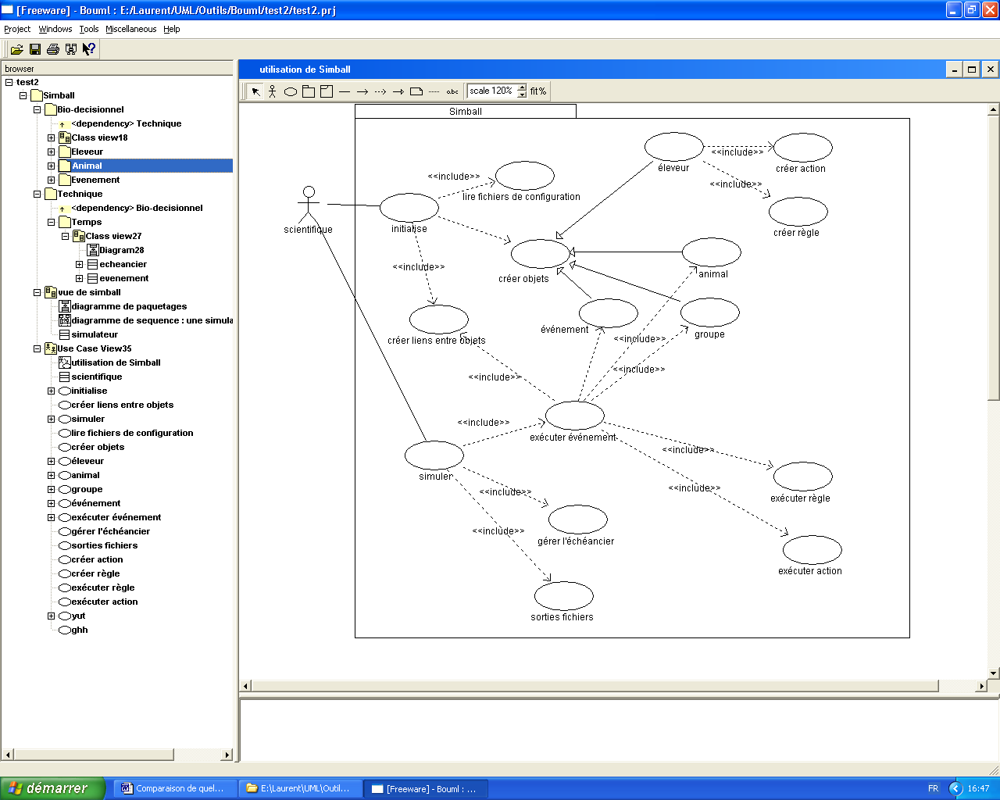 [Freeware] - Bouml : E:/Laurent/UML/Outils/Bouml/test2/test2.prj
Project Windows Tools Miscellaneous Help
browser
test2
Simball
Bio-decisionnel
<dependency> Technique
Class view18
Eleveur
Animal
Evenement
Technique
<dependency> Bio-decisionnel
Temps
Class view27
Diagram28
echeancier
evenement
vue de simball
diagramme de paquetages
diagramme de sequence : une simula
simulateur
Use Case View35
utilisation de Simball
scientifique
initialise
créer liens entre objets
simuler
lire fichiers de configuration
créer objets
éleveur
animal
groupe
événement
exécuter événement
gérer l'échéancier
sorties fichiers
créer action
créer règle
exécuter règle
exécuter action
yut
ghh
utilisation de Simball
abc scale 120% fit%
Simball
<<include>>
éleveur
créer action
<<include>>
<<include>>
lire fichiers de configuration
scientifique
initialise
créer règle
<<include>>
créer objets
animal
événement
<<include>>
groupe
créer liens entre objets
<<include>>
<<include>>
<<include>>
exécuter événement
<<include>>
simuler
<<include>>
<<include>>
exécuter règle
<<include>>
gérer l'échéancier
exécuter action
sorties fichiers
démarrer
Comparaison de quel...
E:\Laurent\UML\Outil...
[Freeware] - Bouml : ...
FR
16:47